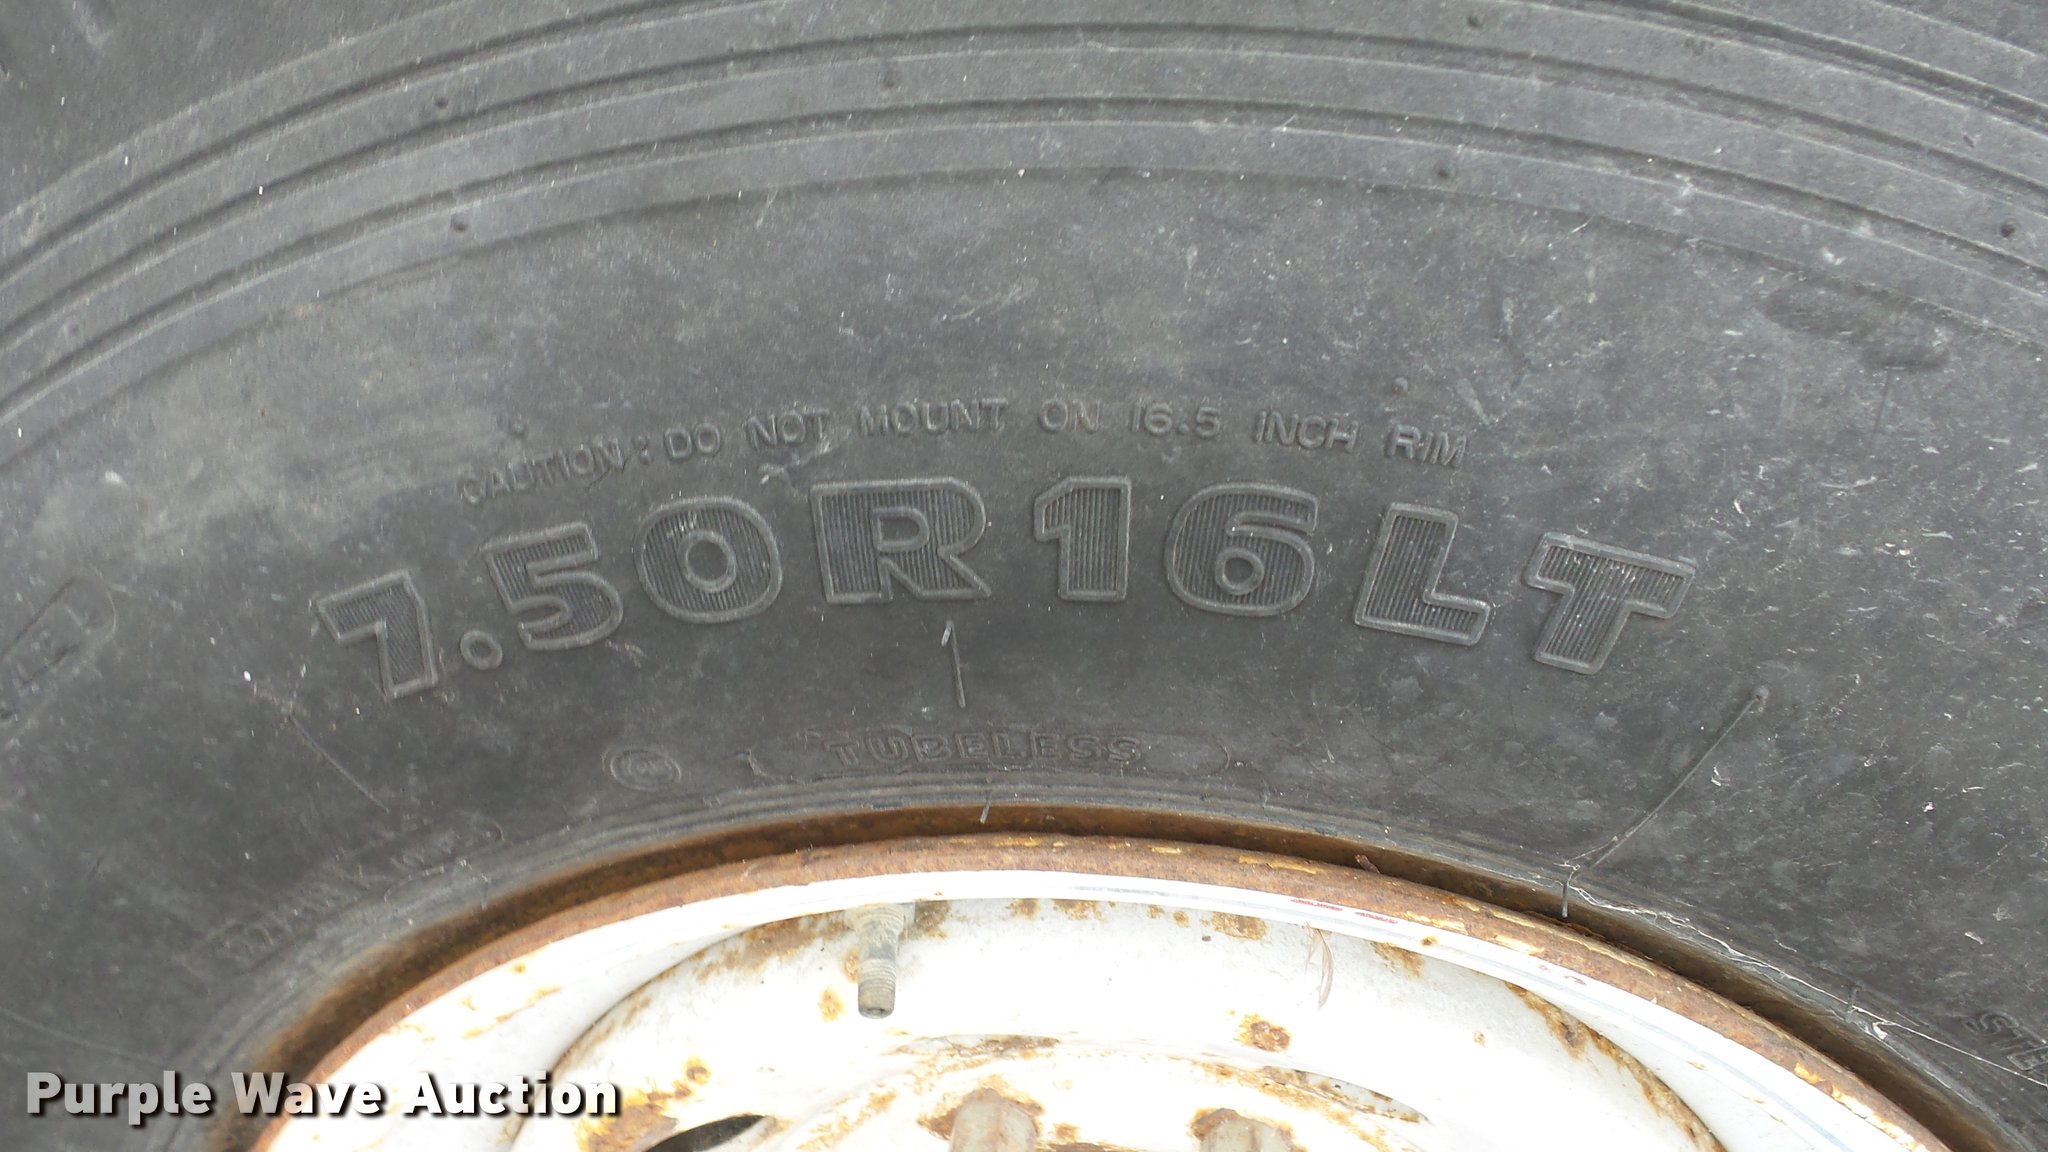 CAUTION: DO NOT MOUNT ON 16.5 INCH RIM
7.50R16LT
TUBELESS
Purple Wave Auction